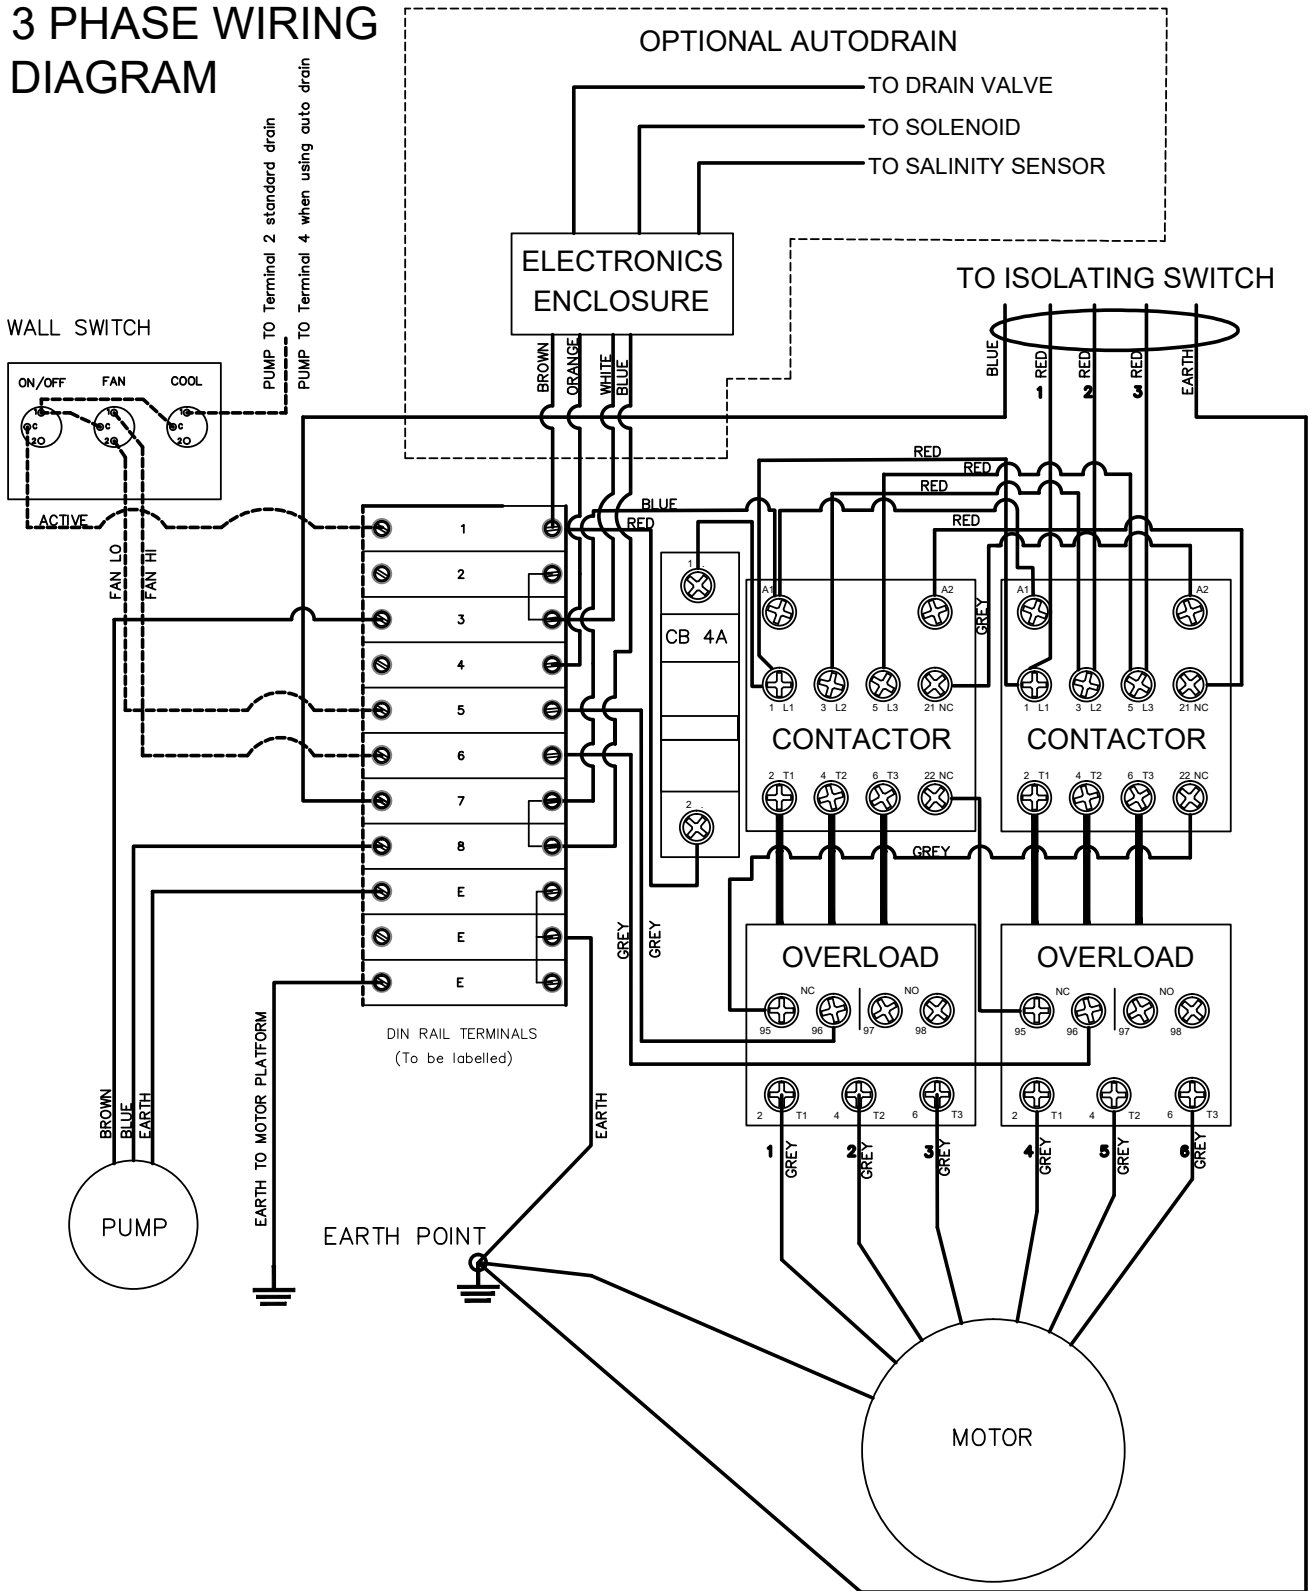 3 PHASE WIRING
DIAGRAM
OPTIONAL AUTODRAIN
TO DRAIN VALVE
TO SOLENOID
TO SALINITY SENSOR
PUMP TO Terminal 2 standard drain
PUMP TO Terminal 4 when using auto drain
ELECTRONICS
ENCLOSURE
TO ISOLATING SWITCH
WALL SWITCH
ON/OFF FAN COOL
1 1 1
C C C
2 2 2
BROWN
ORANGE
WHITE
BLUE
BLUE
RED
RED
RED
EARTH
1 2 3
RED
RED
RED
RED
BLUE
RED
ACTIVE
FAN LO
FAN HI
1
2
3
4
5
6
7
8
E
E
E
1 .
CB 4A
2 .
A1 A2
GREY
A1 A2
1 L1 3 L2 5 L3 21 NC
1 L1 3 L2 5 L3 21 NC
CONTACTOR
CONTACTOR
2 T1 4 T2 6 T3 22 NC
2 T1 4 T2 6 T3 22 NC
GREY
GREY
GREY
OVERLOAD
OVERLOAD
NC NO
NC NO
95 96 97 98
95 96 97 98
2 T1 4 T2 6 T3
2 T1 4 T2 6 T3
1 2 3 4 5 6
GREY
GREY
GREY
GREY
GREY
GREY
DIN RAIL TERMINALS
(To be labelled)
BROWN
BLUE
EARTH
EARTH TO MOTOR PLATFORM
EARTH
PUMP
EARTH POINT
MOTOR